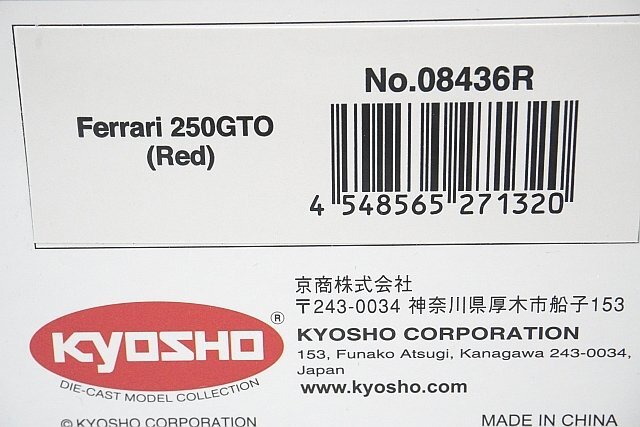 No.08436R
Ferrari 250GTO
(Red)
4 548565 271320
京商株式会社
〒243-0034 神奈川県厚木市船子153
KYOSHO CORPORATION
153, Funako Atsugi, Kanagawa 243-0034,
Japan
www.kyosho.com
KYOSHO ®
DIE-CAST MODEL COLLECTION
© KYOSHO CORPORATION
MADE IN CHINA